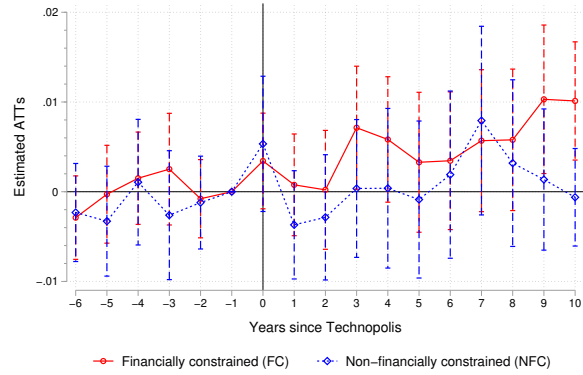 Estimated ATTs
.02
.01
0
−.01
−6 −5 −4 −3 −2 −1 0 1 2 3 4 5 6 7 8 9 10
Years since Technopolis
Financially constrained (FC) Non−financially constrained (NFC)